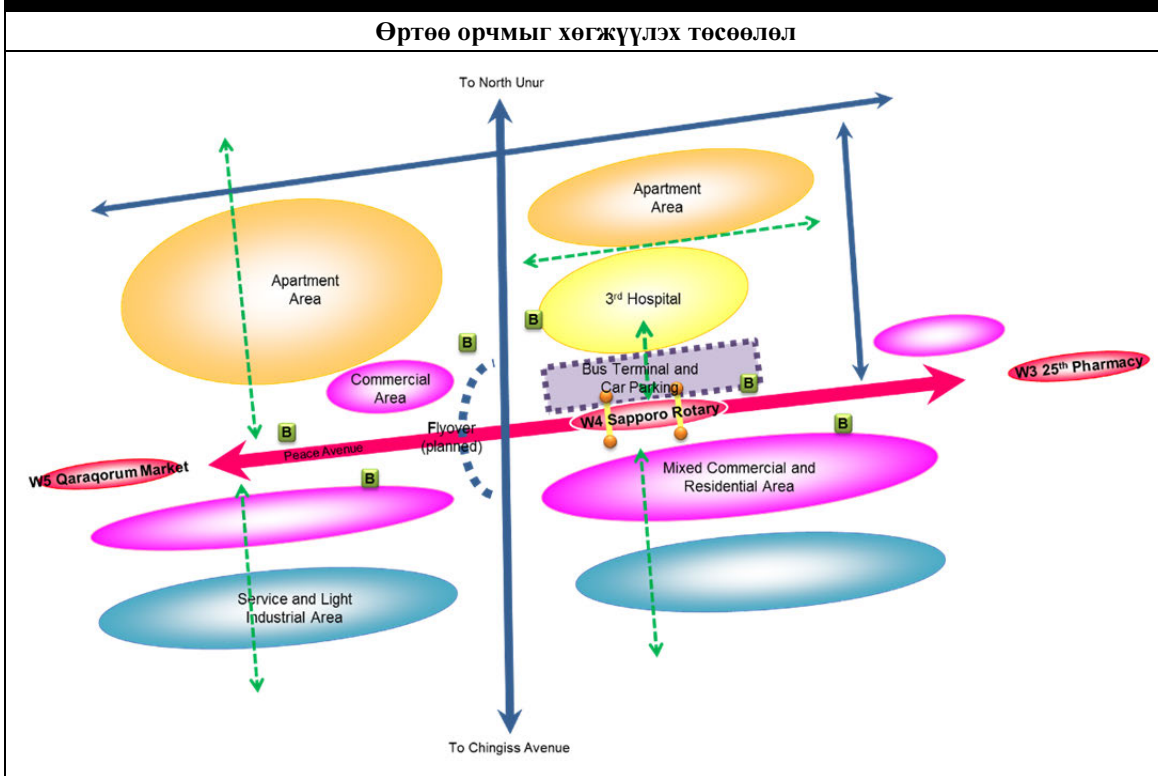 Өртөө орчмыг хөгжүүлэх төсөөлөл
To North Unur
Apartment
Area
Apartment
Area
3rd Hospital
B
B
Bus Terminal and
Car Parking
B
W3 25th Pharmacy
Commercial
Area
W4 Sapporo Rotary
Flyover
(planned)
B
B
Peace Avenue
W5 Qaraqorum Market
B
Mixed Commercial and
Residential Area
Service and Light
Industrial Area
To Chingiss Avenue